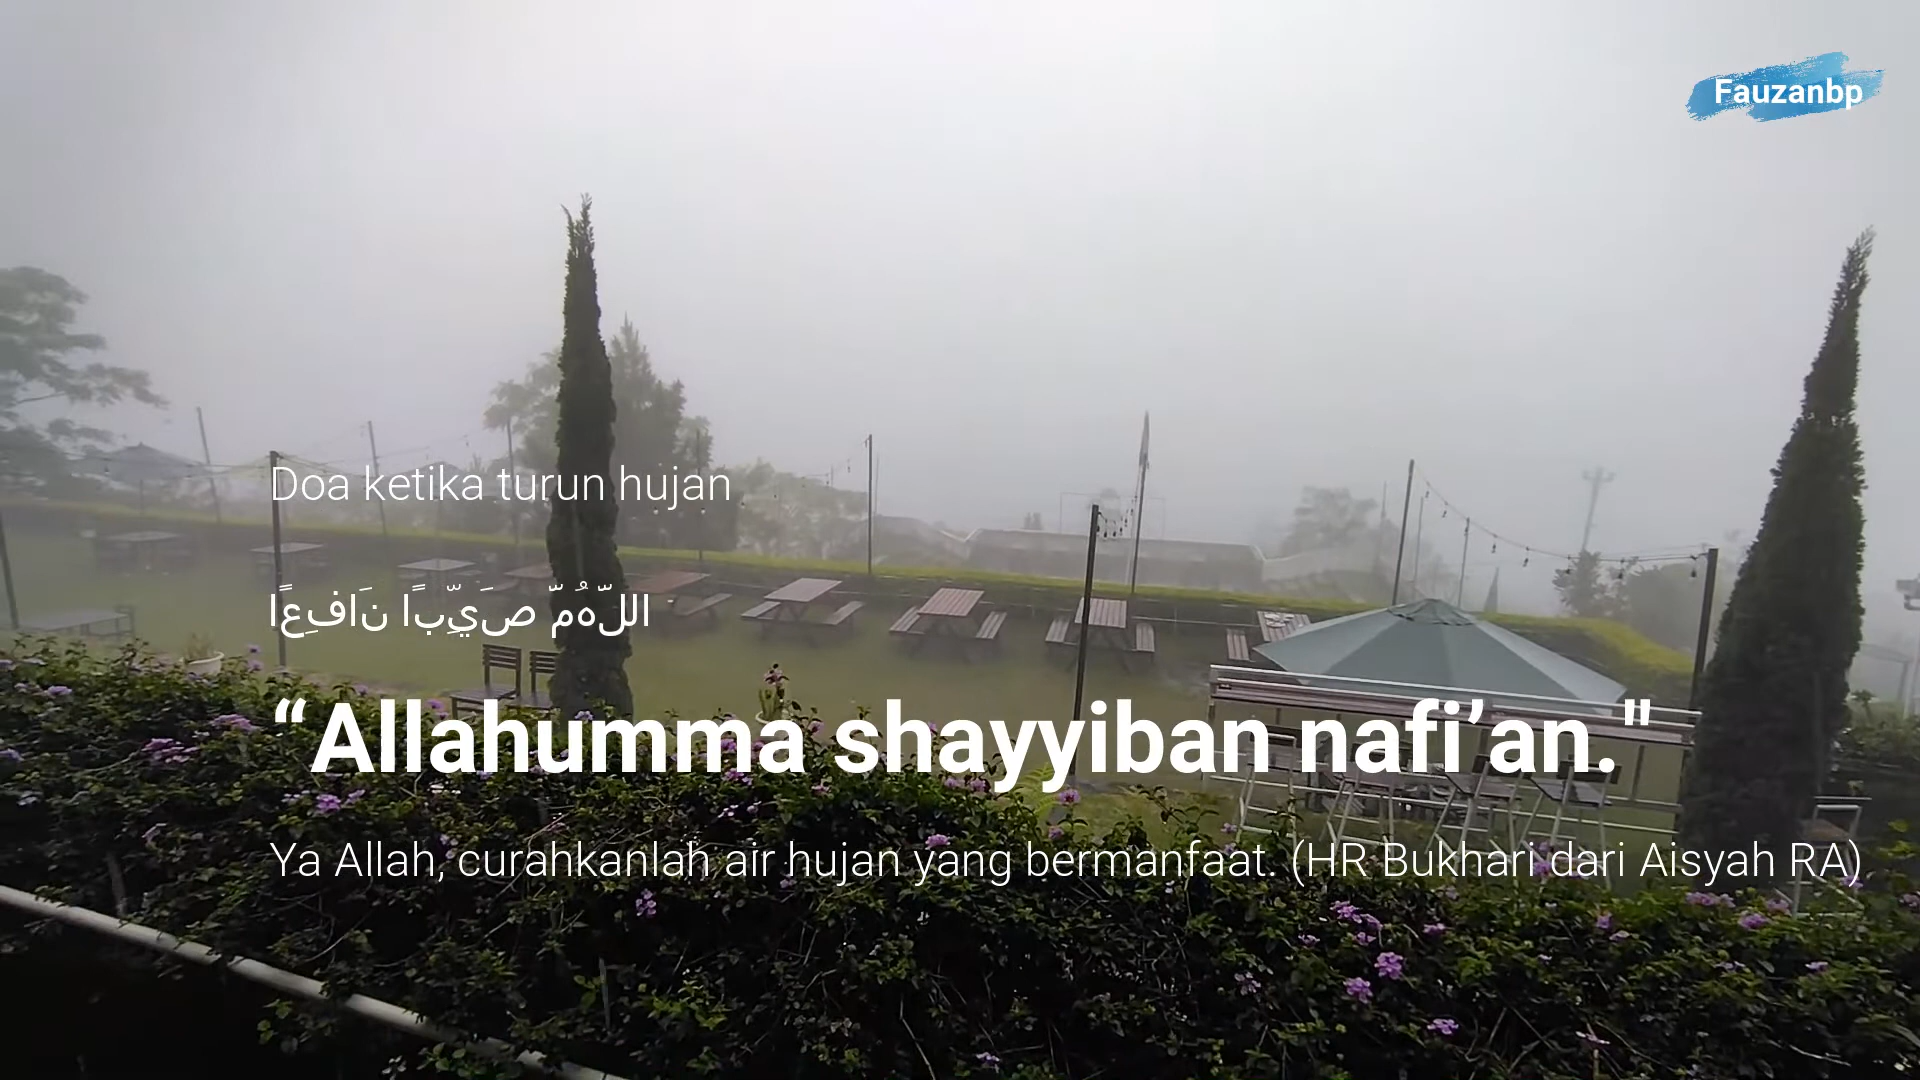 Fauzanbp
Doa ketika turun hujan
اللّهُمّ صَيِّبًا نَافِعًا
“Allahumma shayyiban nafi’an."
Ya Allah, curahkanlah air hujan yang bermanfaat. (HR Bukhari dari Aisyah RA)